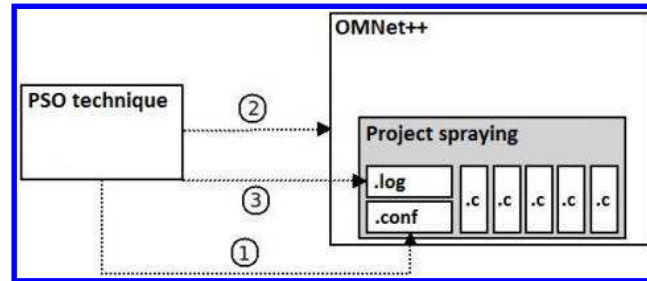 OMNet++
PSO technique
2
Project spraying
.log
.c .c .c .c .c
3
.conf
1